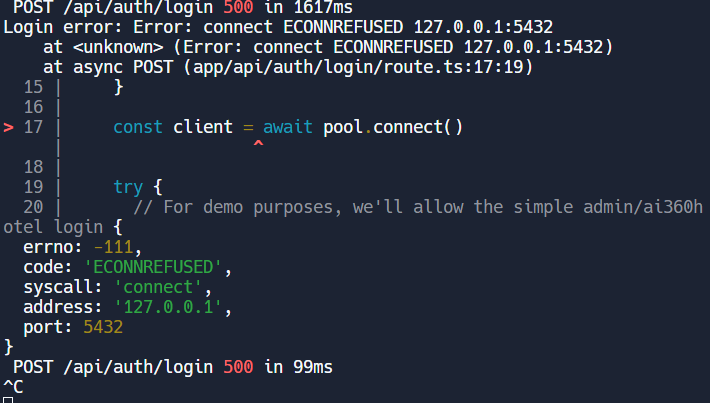 POST /api/auth/login 500 in 1617ms
Login error: Error: connect ECONNREFUSED 127.0.0.1:5432
    at <unknown> (Error: connect ECONNREFUSED 127.0.0.1:5432)
    at async POST (app/api/auth/login/route.ts:17:19)
  15 |     }
  16 |
> 17 |     const client = await pool.connect()
     |                   ^
  18 |
  19 |     try {
  20 |       // For demo purposes, we'll allow the simple admin/ai360h
otel login {
  errno: -111,
  code: 'ECONNREFUSED',
  syscall: 'connect',
  address: '127.0.0.1',
  port: 5432
}
 POST /api/auth/login 500 in 99ms
^C